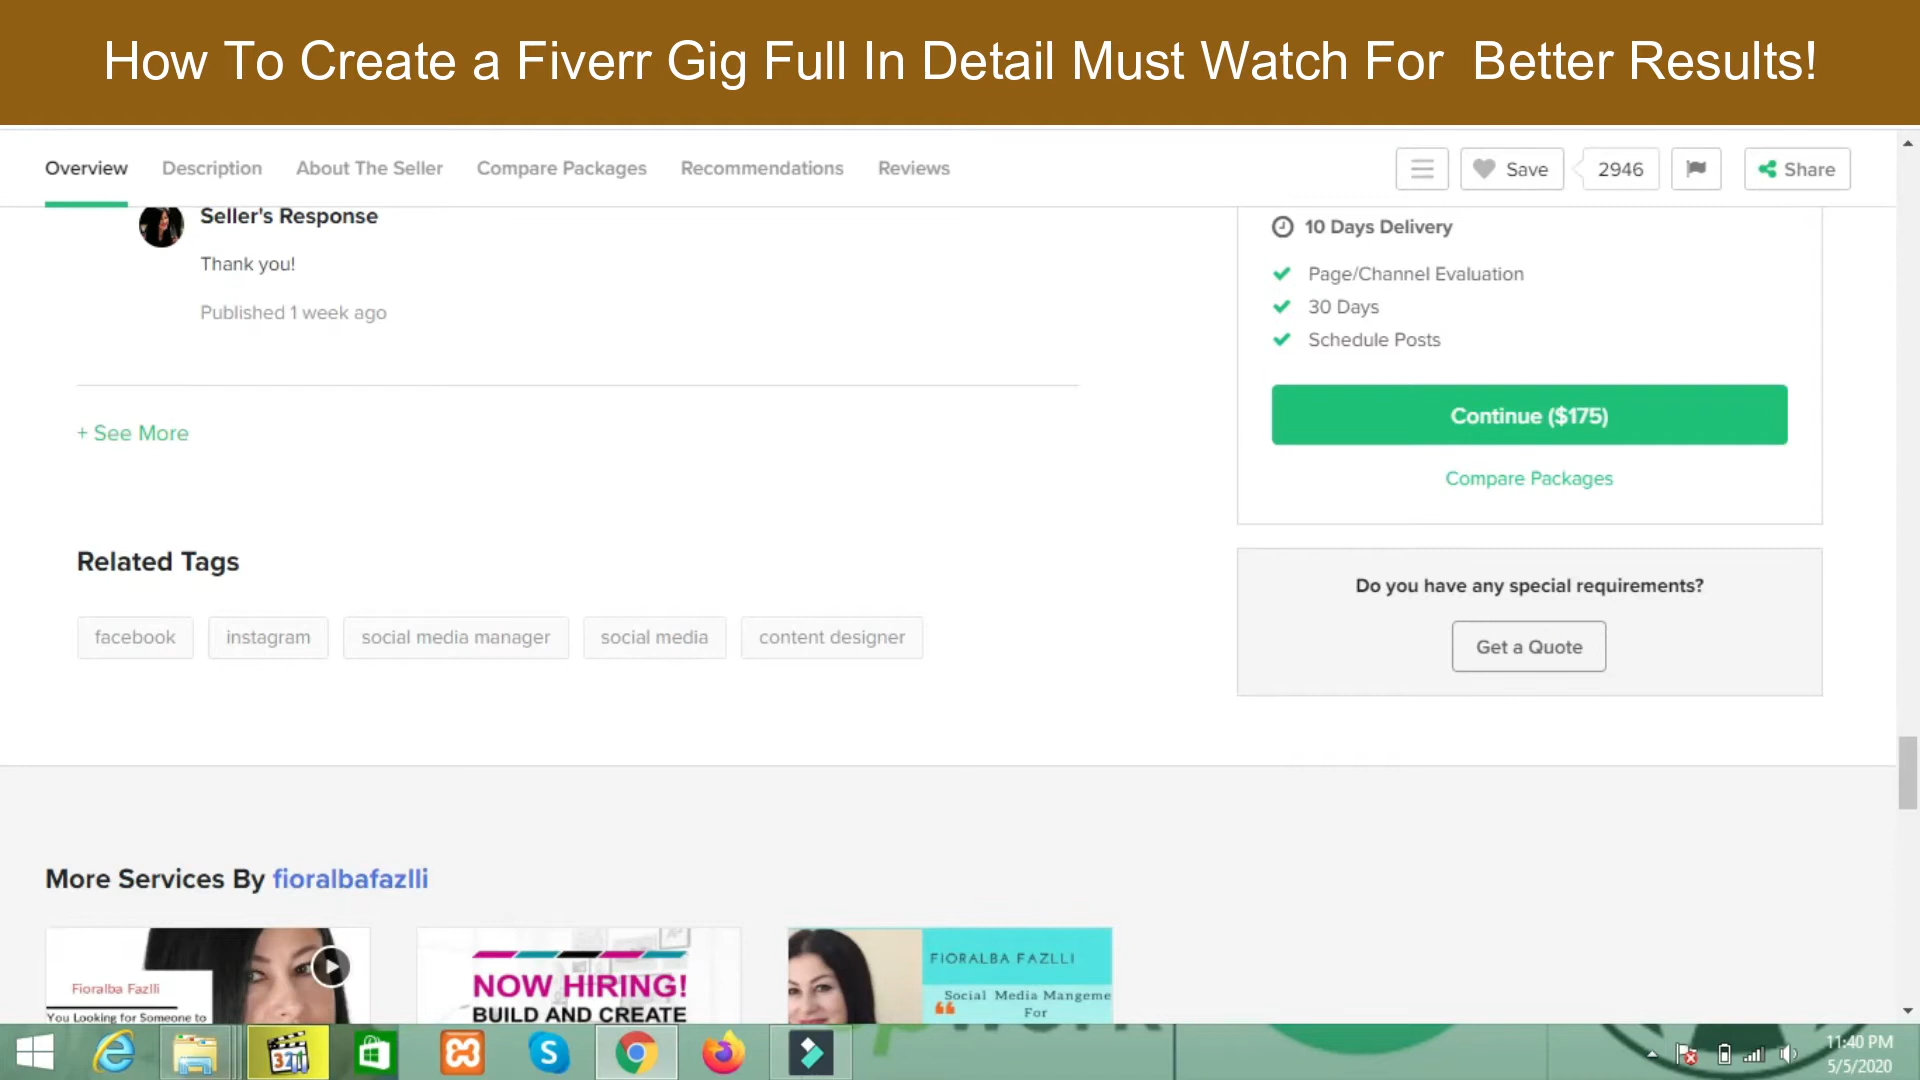 How To Create a Fiverr Gig Full In Detail Must Watch For Better Results!
Overview Description About The Seller Compare Packages Recommendations Reviews
Save 2946 Share
Seller's Response
Thank you!
Published 1 week ago
+ See More
10 Days Delivery
Page/Channel Evaluation
30 Days
Schedule Posts
Continue ($175)
Compare Packages
Do you have any special requirements?
Get a Quote
Related Tags
facebook instagram social media manager social media content designer
More Services By fioralbafazlli
Fioralba Fazlli
You Looking for Someone to
NOW HIRING!
BUILD AND CREATE
FIORALBA FAZLLI
Social Media Mangeme
For
321
S
11:40 PM
5/5/2020